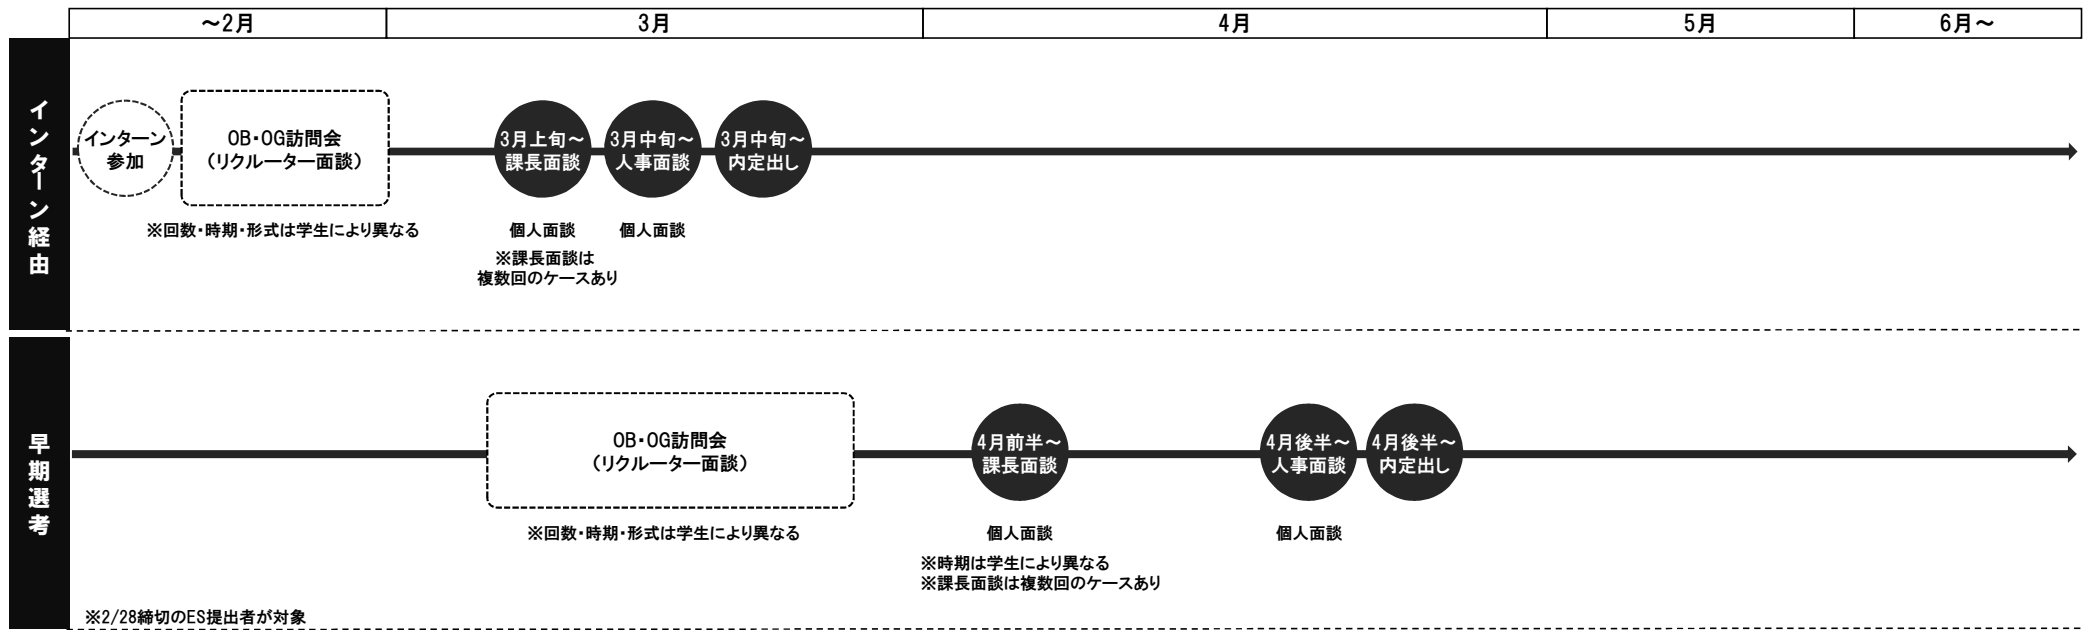 ～2月
3月
4月
5月
6月～
インターン経由
インターン
参加
OB・OG訪問会
（リクルーター面談）
※回数・時期・形式は学生により異なる
3月上旬～
課長面談
個人面談
※課長面談は
複数回のケースあり
3月中旬～
人事面談
個人面談
3月中旬～
内定出し
早期選考
OB・OG訪問会
（リクルーター面談）
※回数・時期・形式は学生により異なる
4月前半～
課長面談
個人面談
※時期は学生により異なる
※課長面談は複数回のケースあり
4月後半～
人事面談
個人面談
4月後半～
内定出し
※2/28締切のES提出者が対象